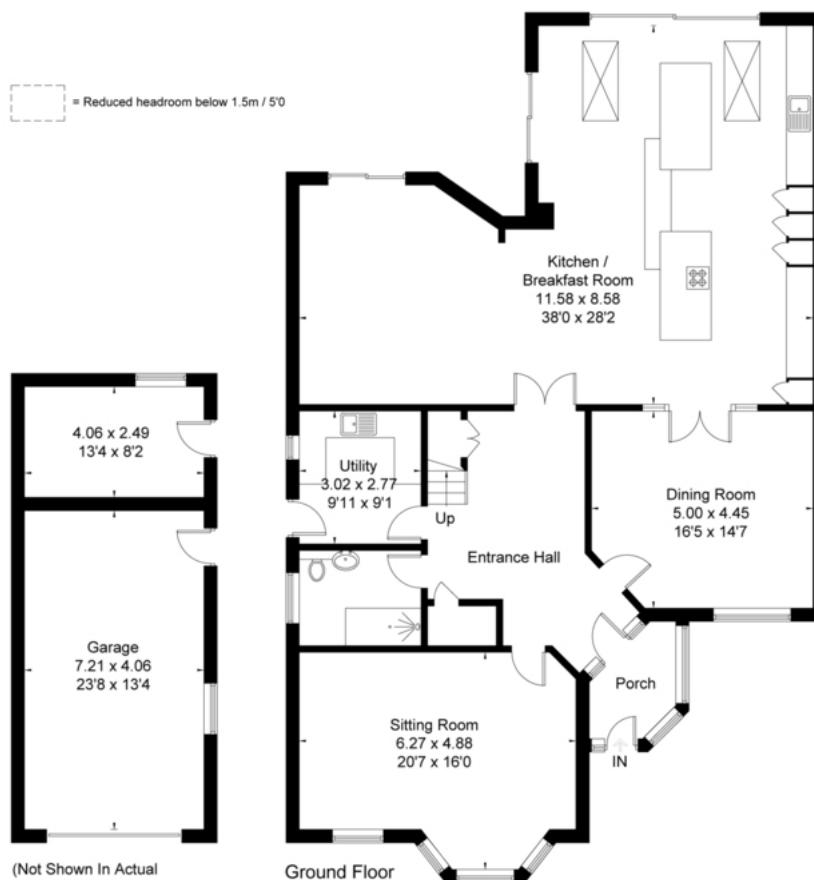 = Reduced headroom below 1.5m / 5'0
Kitchen /
Breakfast Room
11.58 x 8.58
38'0 x 28'2
4.06 x 2.49
13'4 x 8'2
Utility
3.02 x 2.77
9'11 x 9'1
Up
Dining Room
5.00 x 4.45
16'5 x 14'7
Entrance Hall
Garage
7.21 x 4.06
23'8 x 13'4
Porch
IN
Sitting Room
6.27 x 4.88
20'7 x 16'0
(Not Shown In Actual
Ground Floor